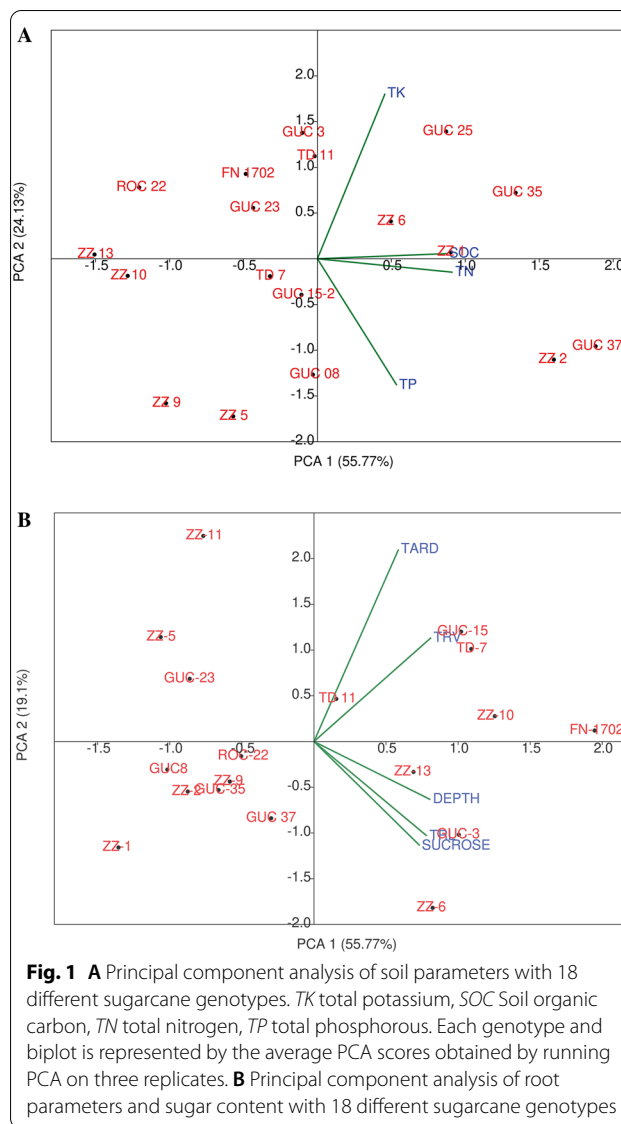 A
2.0
TK
1.5
GUC 3
GUC 25
TD 11
1.0
FN 1702
ROC 22
GUC 35
GUC 23
0.5
ZZ 6
PCA 2 (24.13%)
ZZ 13
ZZ 1
SOC
-1.5 -1.0 -0.5 0.5 1.0 1.5 2.0
ZZ 10
TD 7
TN
GUC 15-2
-0.5
GUC 37
-1.0
ZZ 2
GUC 08
TP
ZZ 9
-1.5
ZZ 5
-2.0
PCA 1 (55.77%)
B
ZZ-11
2.0
TARD
1.5
ZZ-5
GUC-15
TRV
1.0
TD-7
GUC-23
0.5
TD 11
ZZ-10
FN-1702
PCA 2 (19.1%)
-1.5 -1.0 -0.5 0.5 1.0 1.5 2.0
ROC-22
GUC8
ZZ-13
ZZ-9
ZZ-2
GUC-35
-0.5
DEPTH
GUC 37
-1.0
GUC-3
ZZ-1
SUCROSE
-1.5
ZZ-6
-2.0
PCA 1 (55.77%)
Fig. 1 A Principal component analysis of soil parameters with 18
different sugarcane genotypes. TK total potassium, SOC Soil organic
carbon, TN total nitrogen, TP total phosphorous. Each genotype and
biplot is represented by the average PCA scores obtained by running
PCA on three replicates. B Principal component analysis of root
parameters and sugar content with 18 different sugarcane genotypes